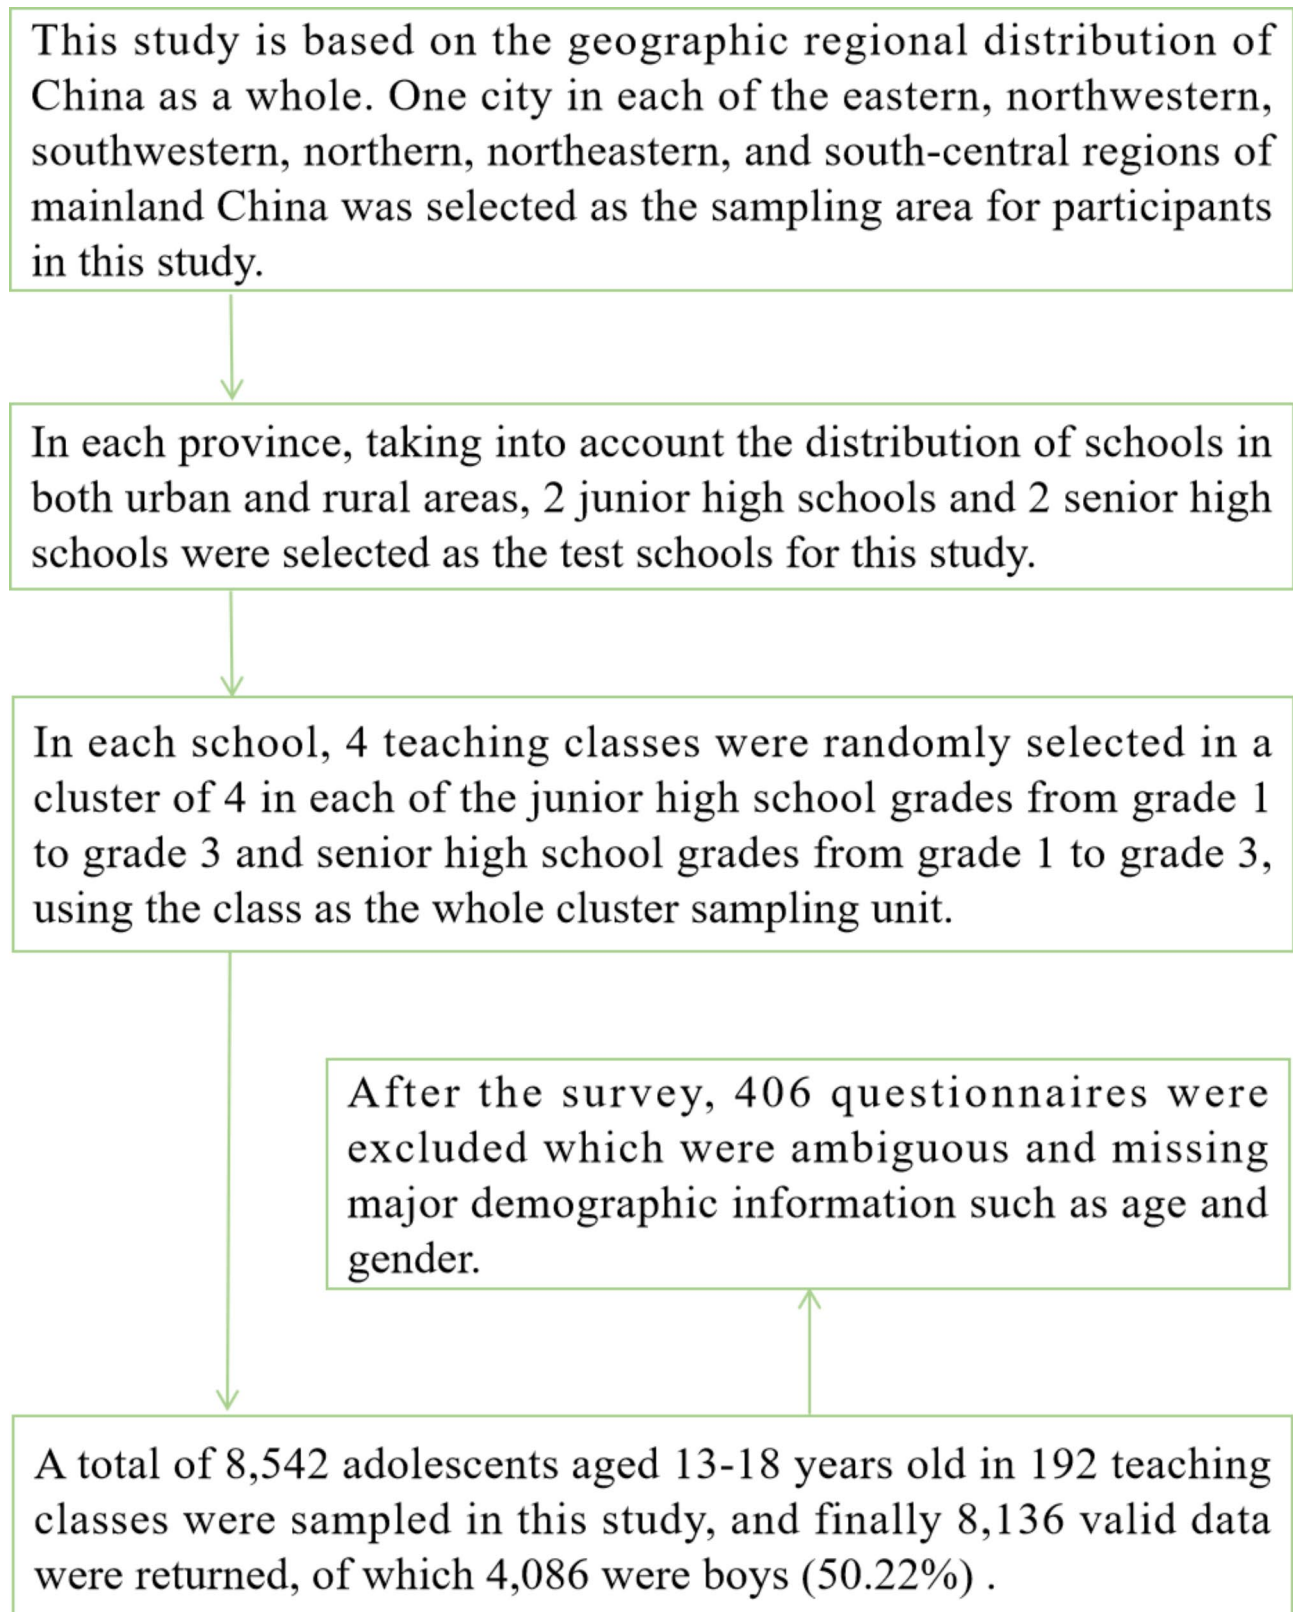 This study is based on the geographic regional distribution of
China as a whole. One city in each of the eastern, northwestern,
southwestern, northern, northeastern, and south-central regions of
mainland China was selected as the sampling area for participants
in this study.
In each province, taking into account the distribution of schools in
both urban and rural areas, 2 junior high schools and 2 senior high
schools were selected as the test schools for this study.
In each school, 4 teaching classes were randomly selected in a
cluster of 4 in each of the junior high school grades from grade 1
to grade 3 and senior high school grades from grade 1 to grade 3,
using the class as the whole cluster sampling unit.
After the survey, 406 questionnaires were
excluded which were ambiguous and missing
major demographic information such as age and
gender.
A total of 8,542 adolescents aged 13-18 years old in 192 teaching
classes were sampled in this study, and finally 8,136 valid data
were returned, of which 4,086 were boys (50.22%) .